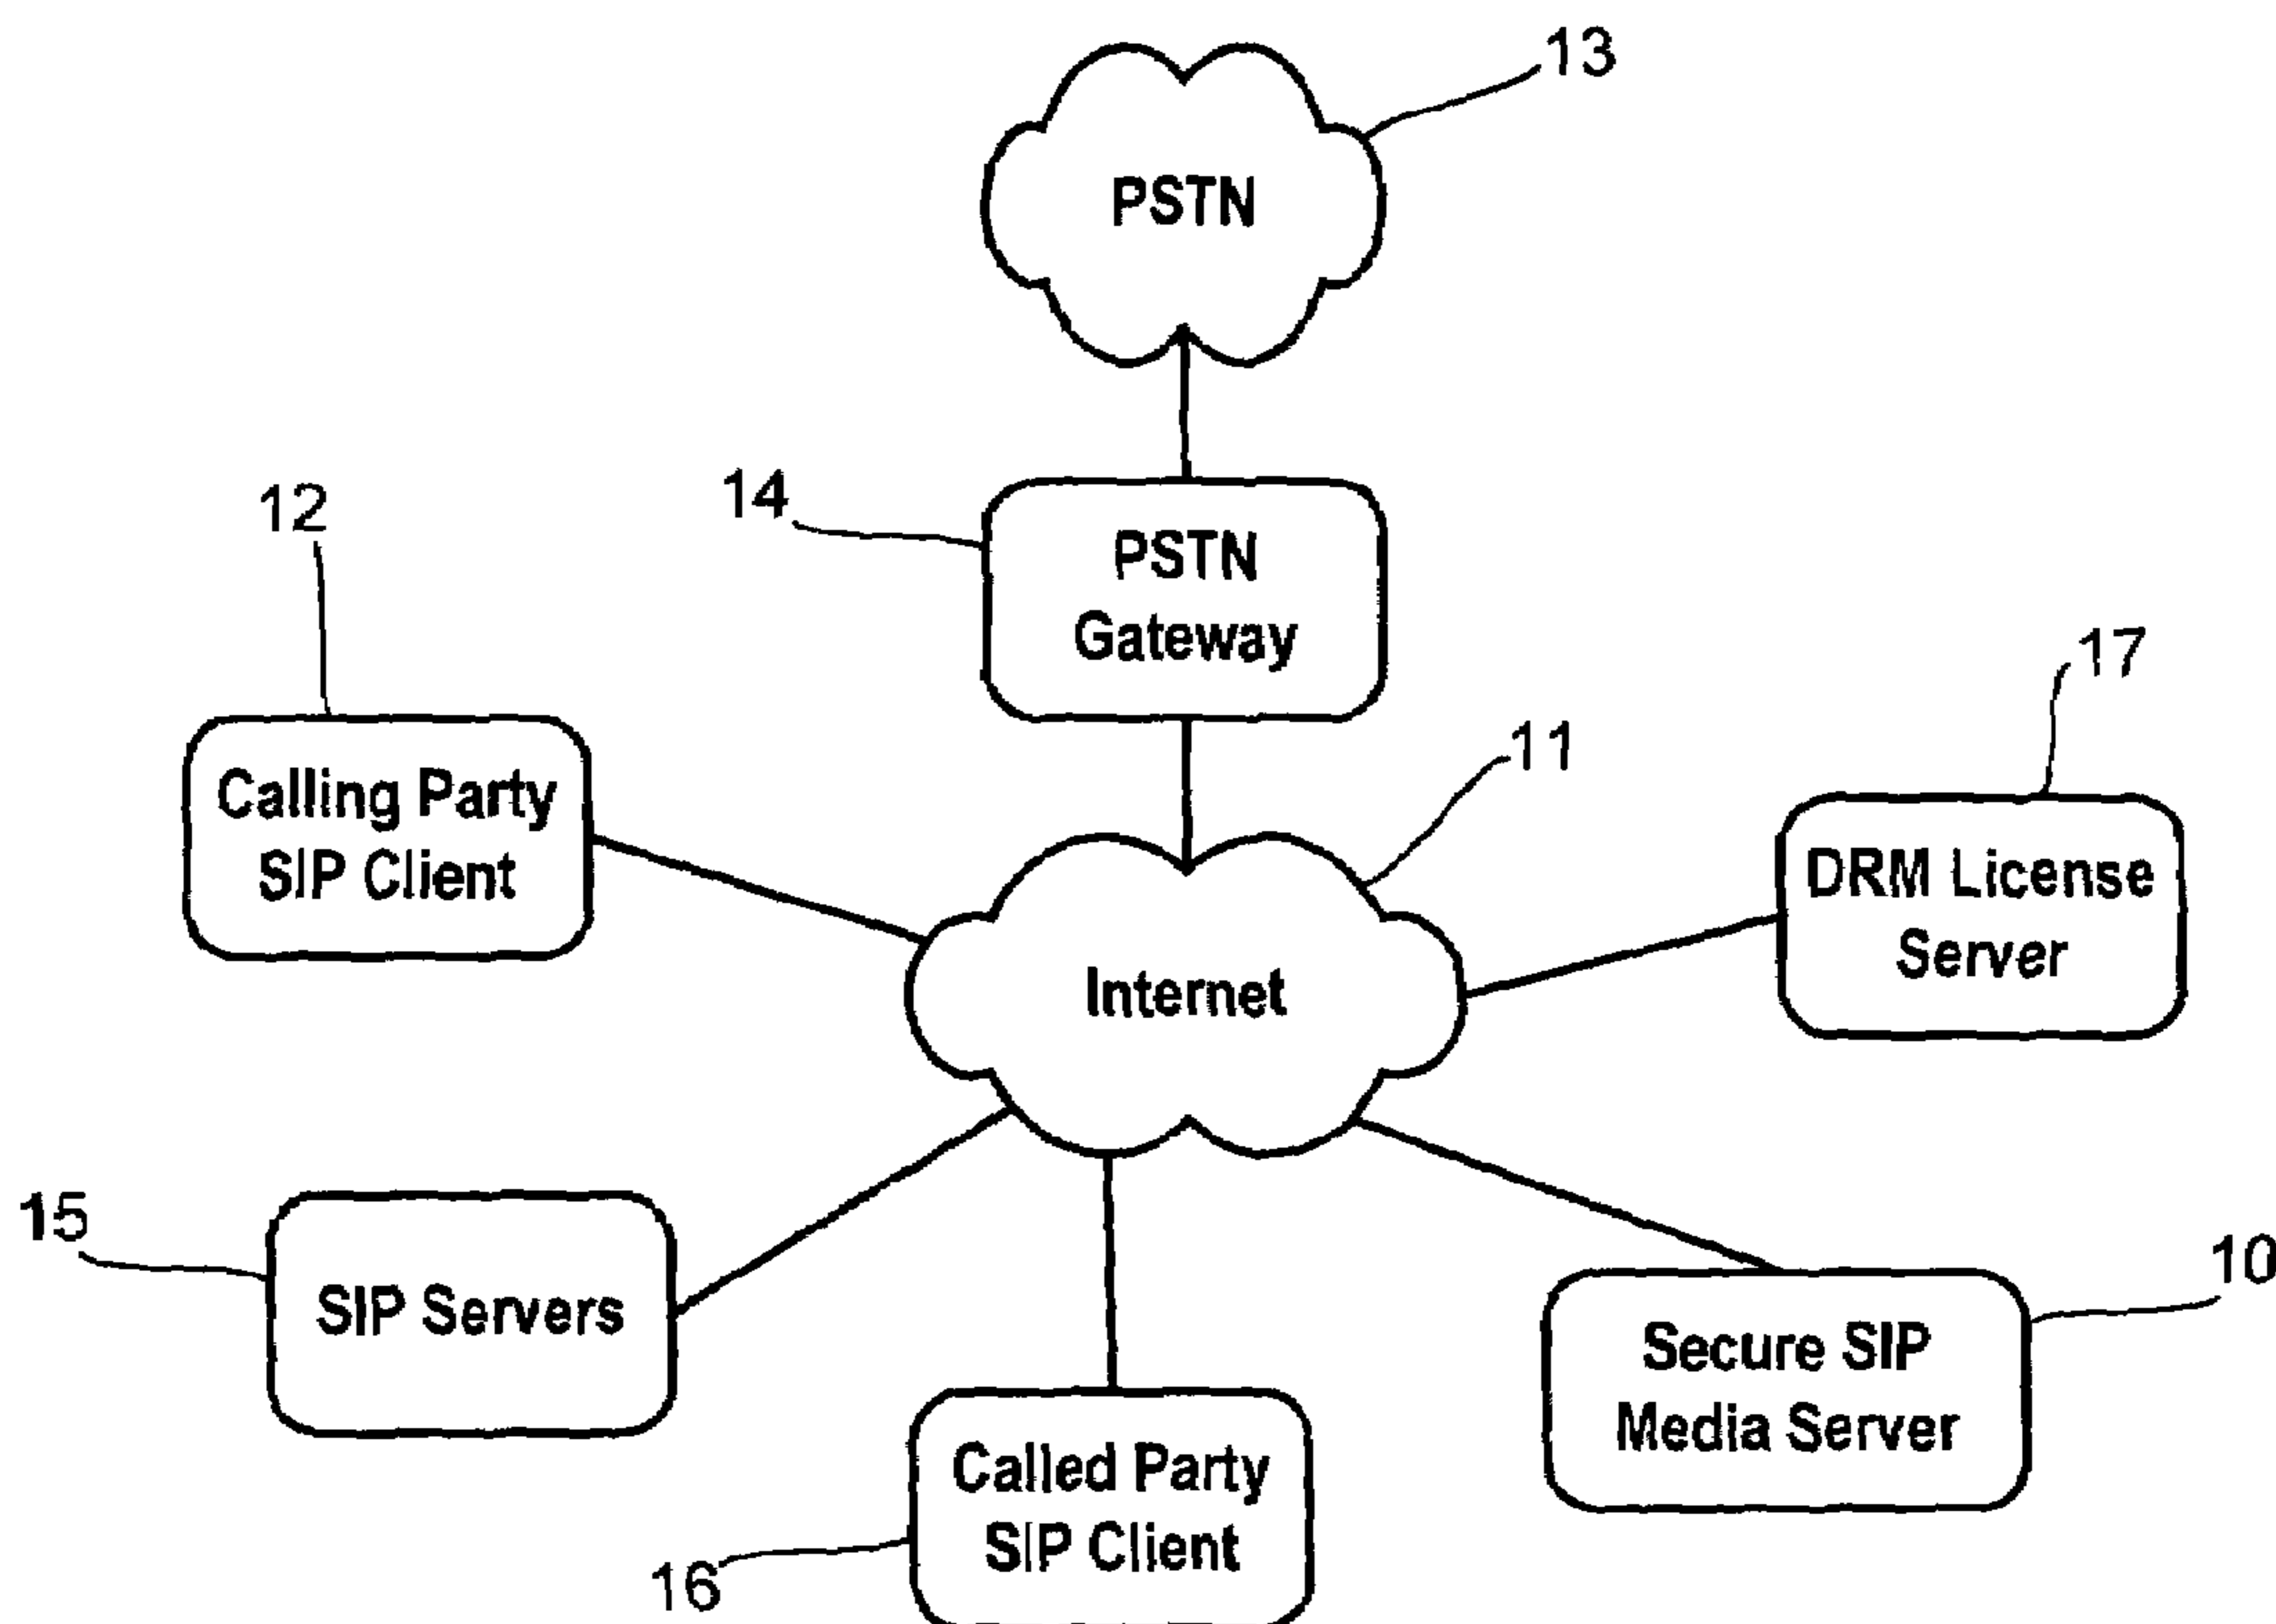 13
PSTN
14
PSTN
Gateway
12
Calling Party
SIP Client
17
DRM License
Server
11
Internet
15
SIP Servers
10
Secure SIP
Media Server
Called Party
SIP Client
16